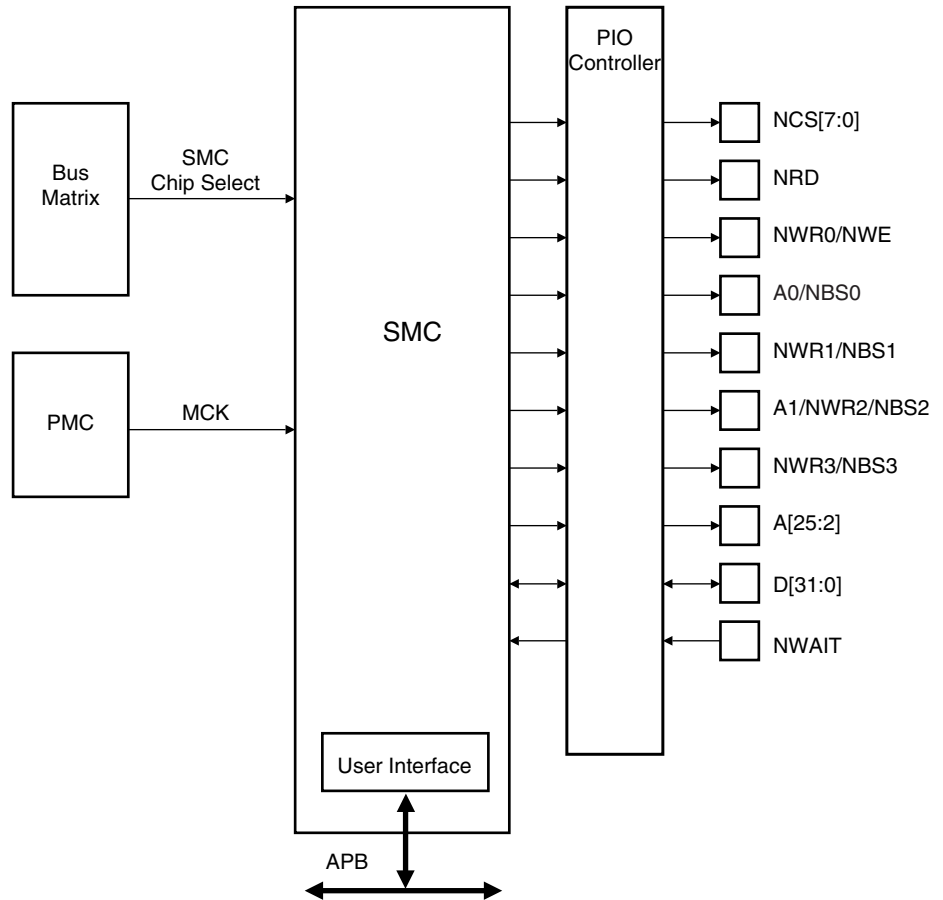 PIO
Controller
Bus
Matrix
SMC
Chip Select
NCS[7:0]
NRD
NWR0/NWE
A0/NBS0
SMC
NWR1/NBS1
PMC
MCK
A1/NWR2/NBS2
NWR3/NBS3
A[25:2]
D[31:0]
NWAIT
User Interface
APB